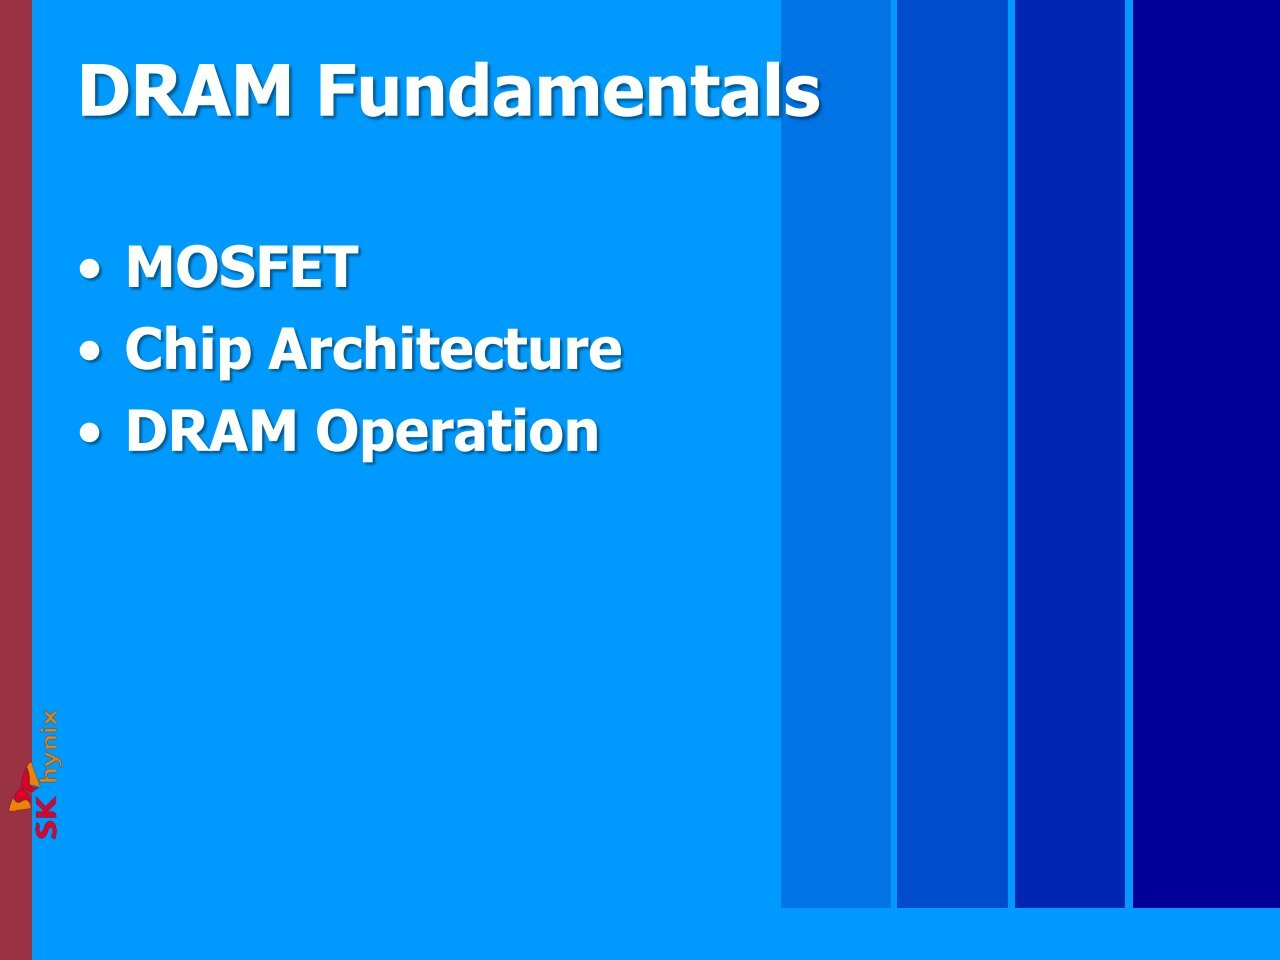 DRAM Fundamentals
• MOSFET
• Chip Architecture
• DRAM Operation
SK hynix